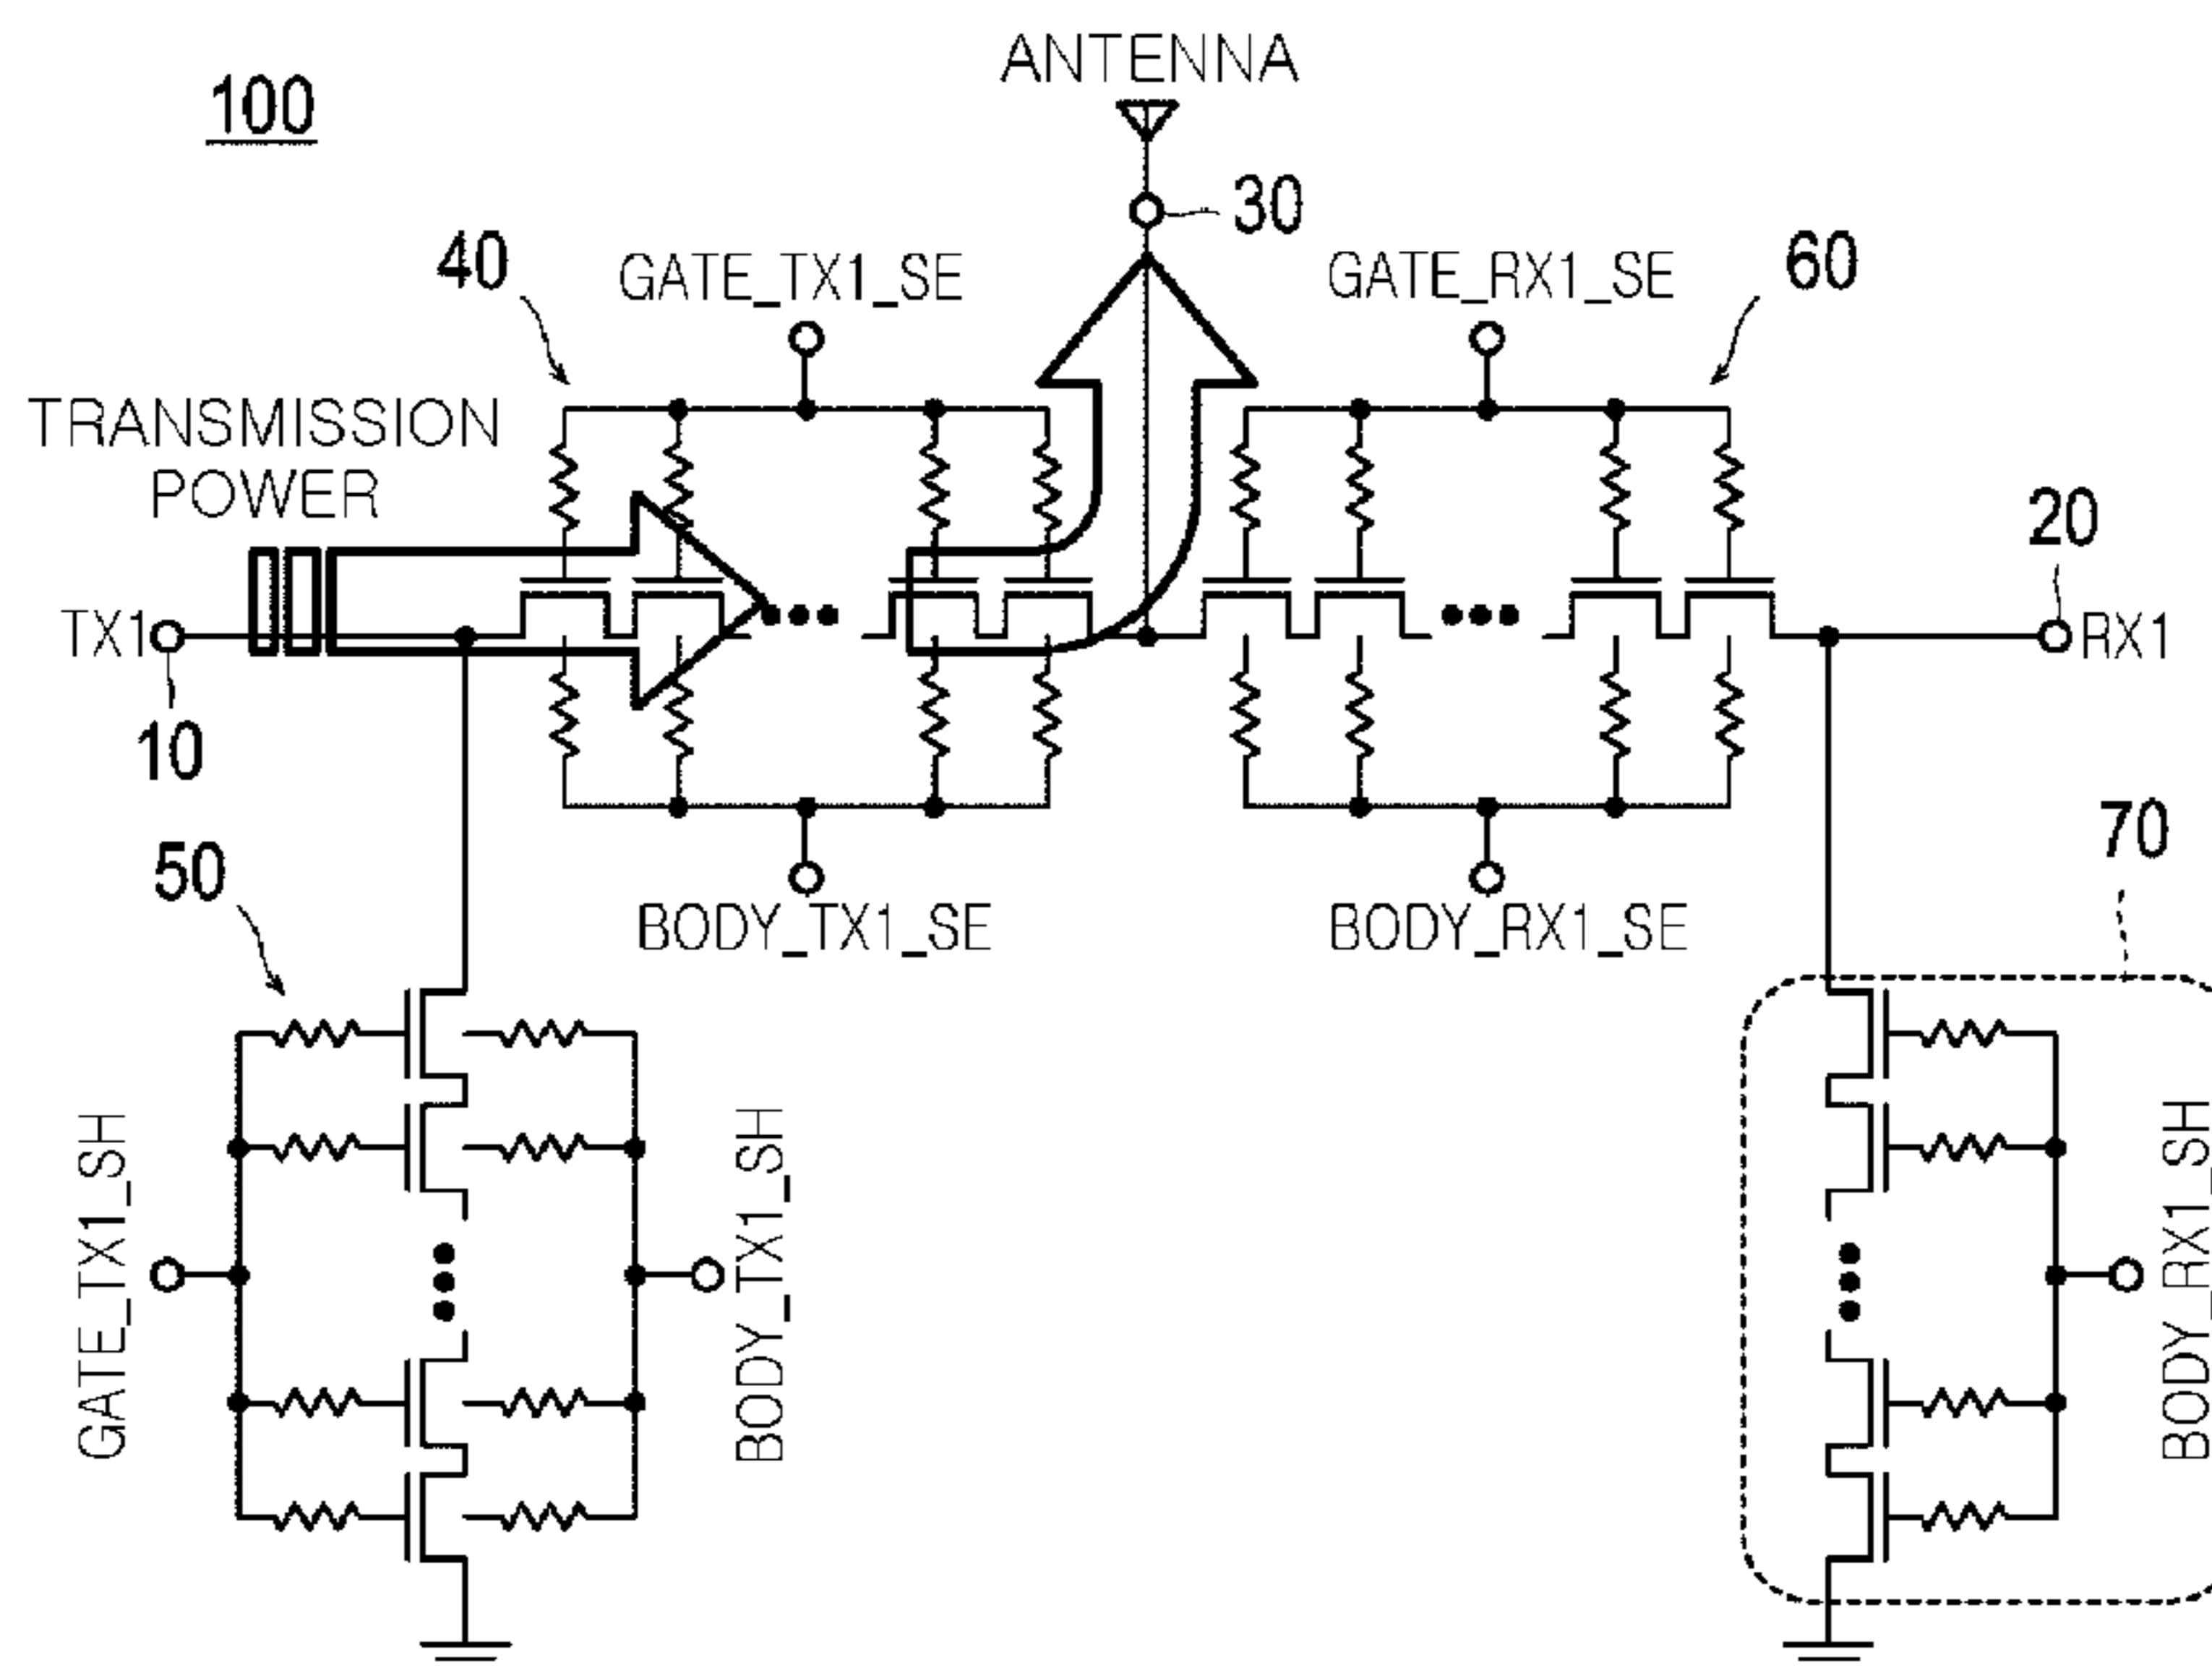 ANTENNA
100
30
40
GATE_TX1_SE
GATE_RX1_SE
60
TRANSMISSION
POWER
20
TX1
RX1
10
70
50
BODY_TX1_SE
BODY_RX1_SE
GATE_TX1_SH
BODY_TX1_SH
BODY_RX1_SH